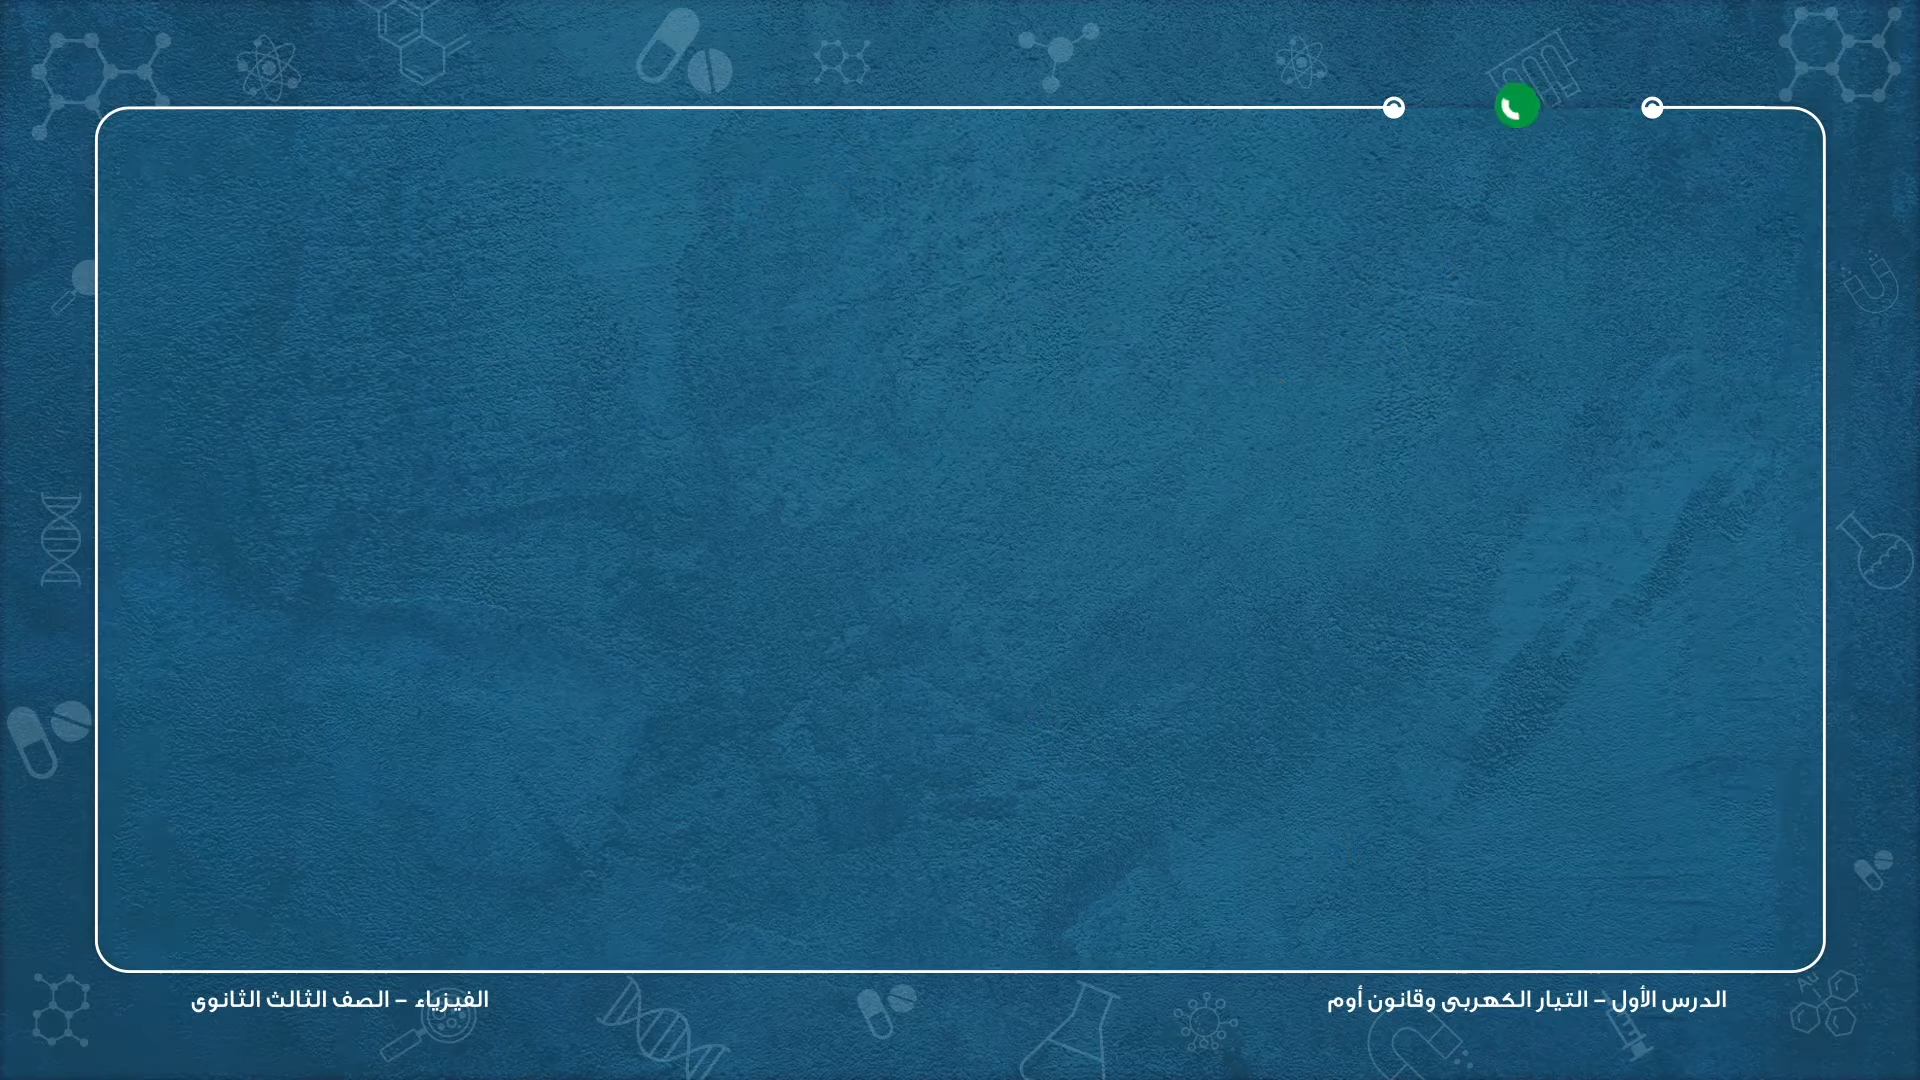 الدرس الأول – التيار الكهربى وقانون أوم
الفيزياء – الصف الثالث الثانوى